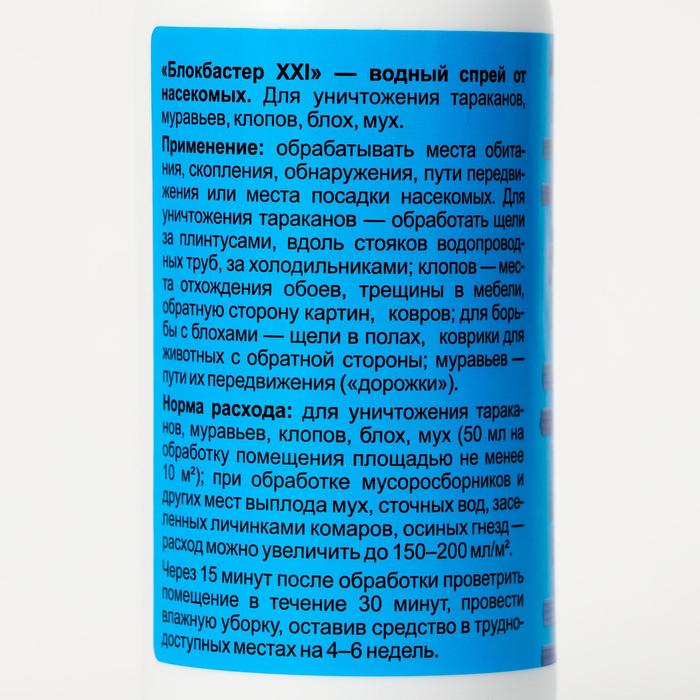 «Блокбастер XXI» — водный спрей от
насекомых. Для уничтожения тараканов,
муравьев, клопов, блох, мух.
Применение: обрабатывать места обита-
ния, скопления, обнаружения, пути передви-
жения или места посадки насекомых. Для
уничтожения тараканов — обработать щели
за плинтусами, вдоль стояков водопровод-
ных труб, за холодильниками; клопов — мес-
та отхождения обоев, трещины в мебели,
обратную сторону картин, ковров; для борь-
бы с блохами — щели в полах, коврики для
животных с обратной стороны; муравьев —
пути их передвижения («дорожки»).
Норма расхода: для уничтожения тарака-
нов, муравьев, клопов, блох, мух (50 мл на
обработку помещения площадью не менее
10 м²); при обработке мусоросборников и
других мест выплода мух, сточных вод, засе-
ленных личинками комаров, осиных гнезд —
расход можно увеличить до 150–200 мл/м².
Через 15 минут после обработки проветрить
помещение в течение 30 минут, провести
влажную уборку, оставив средство в трудно-
доступных местах на 4–6 недель.